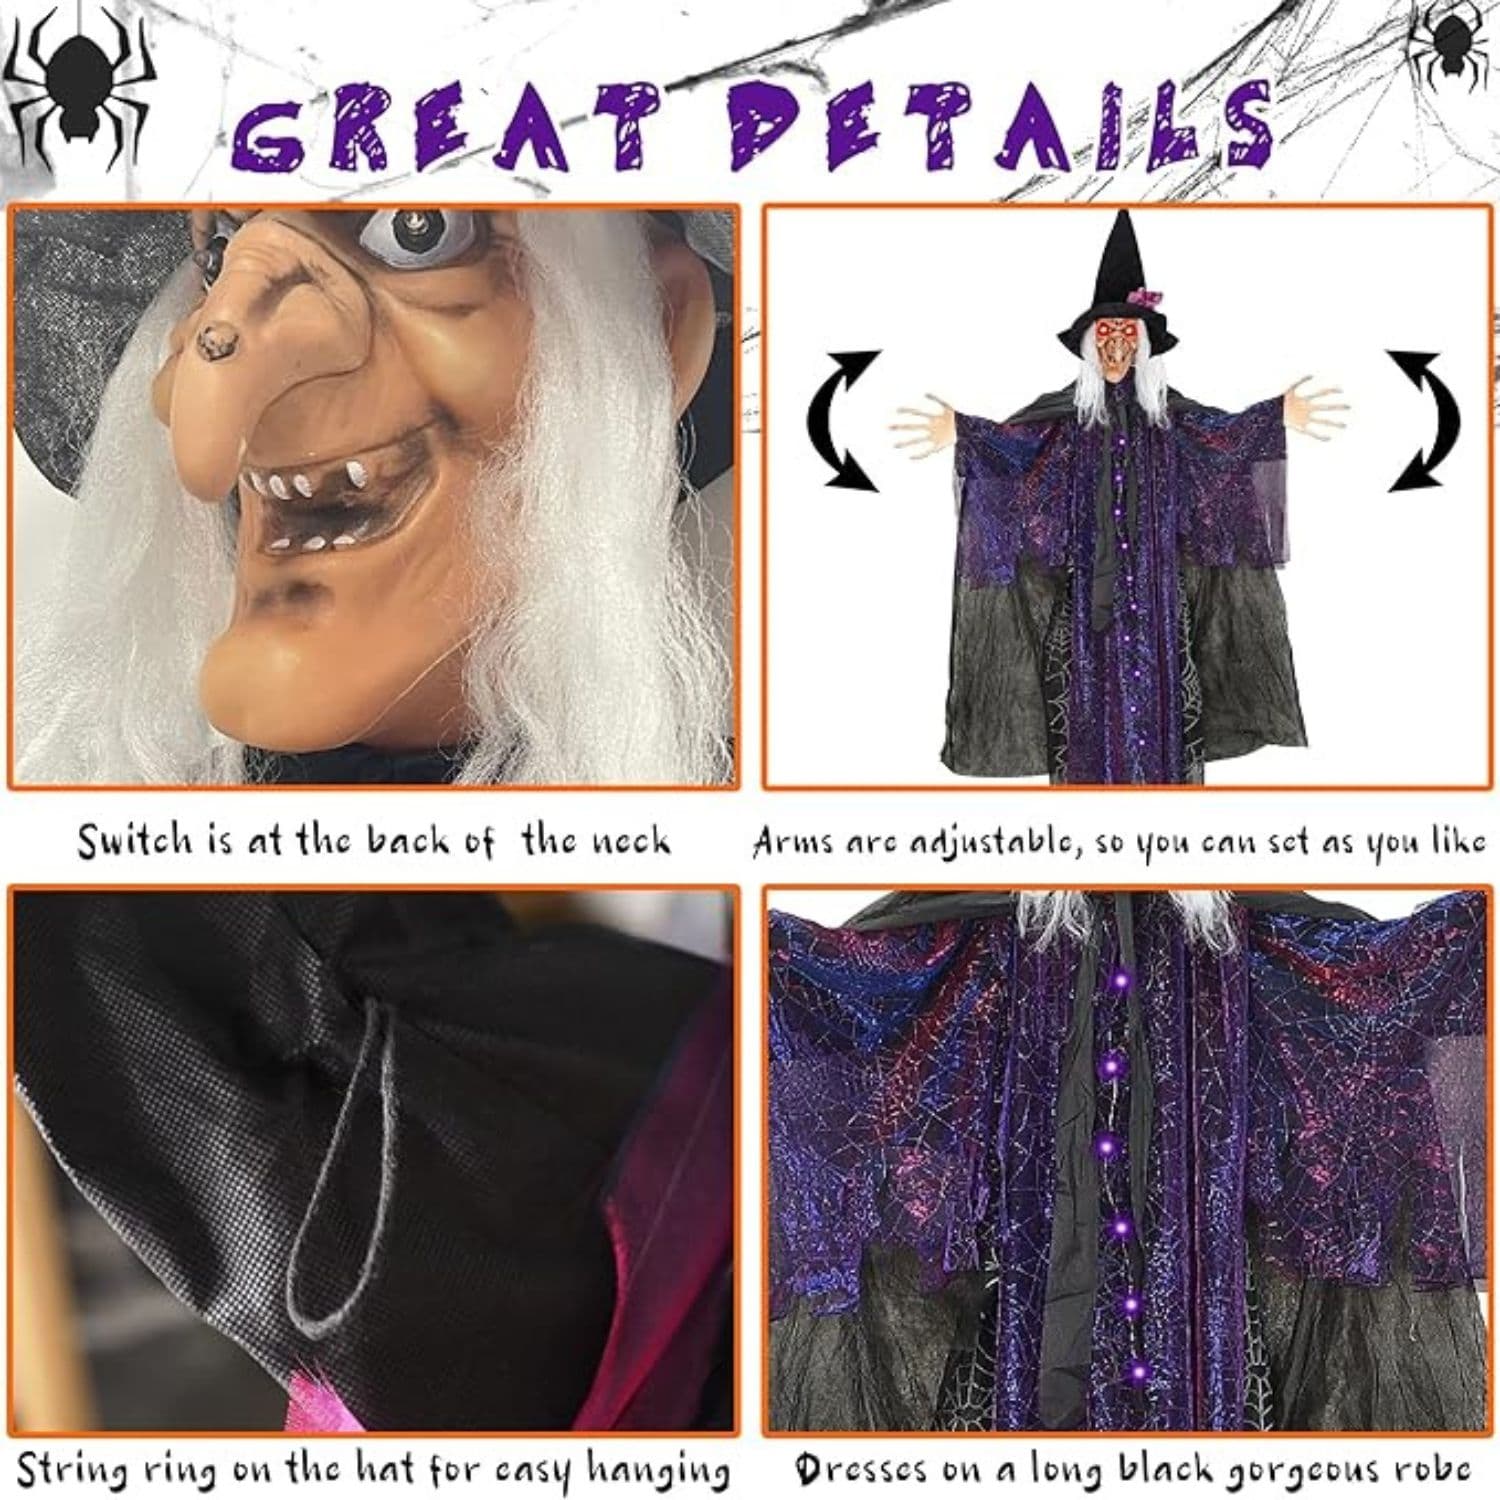 GREAT DETAILS
Switch is at the back of the neck
Arms are adjustable, so you can set as you like
String ring on the hat for easy hanging
Dresses on a long black gorgeous robe